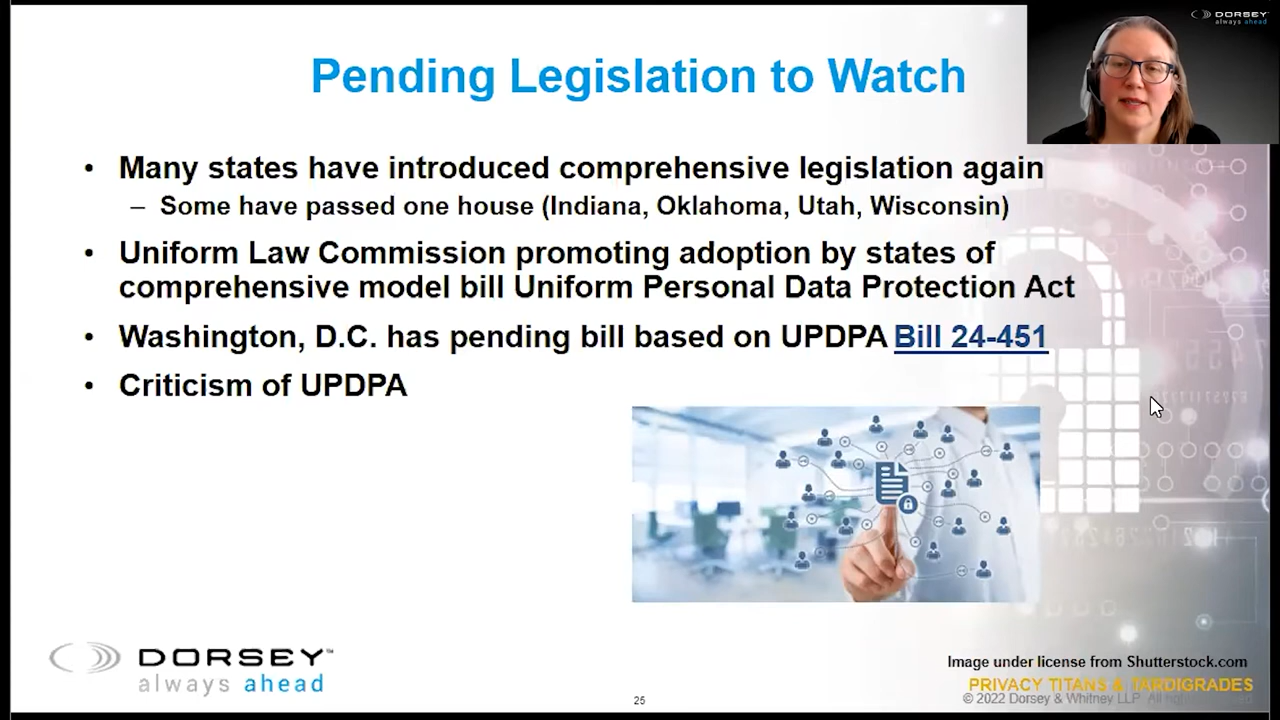 DORSEY
always ahead
Pending Legislation to Watch
• Many states have introduced comprehensive legislation again
– Some have passed one house (Indiana, Oklahoma, Utah, Wisconsin)
• Uniform Law Commission promoting adoption by states of
comprehensive model bill Uniform Personal Data Protection Act
• Washington, D.C. has pending bill based on UPDPA Bill 24-451
• Criticism of UPDPA
DORSEY™
always ahead
25
Image under license from Shutterstock.com
PRIVACY TITANS & TARDIGRADES
© 2022 Dorsey & Whitney LLP. All rights